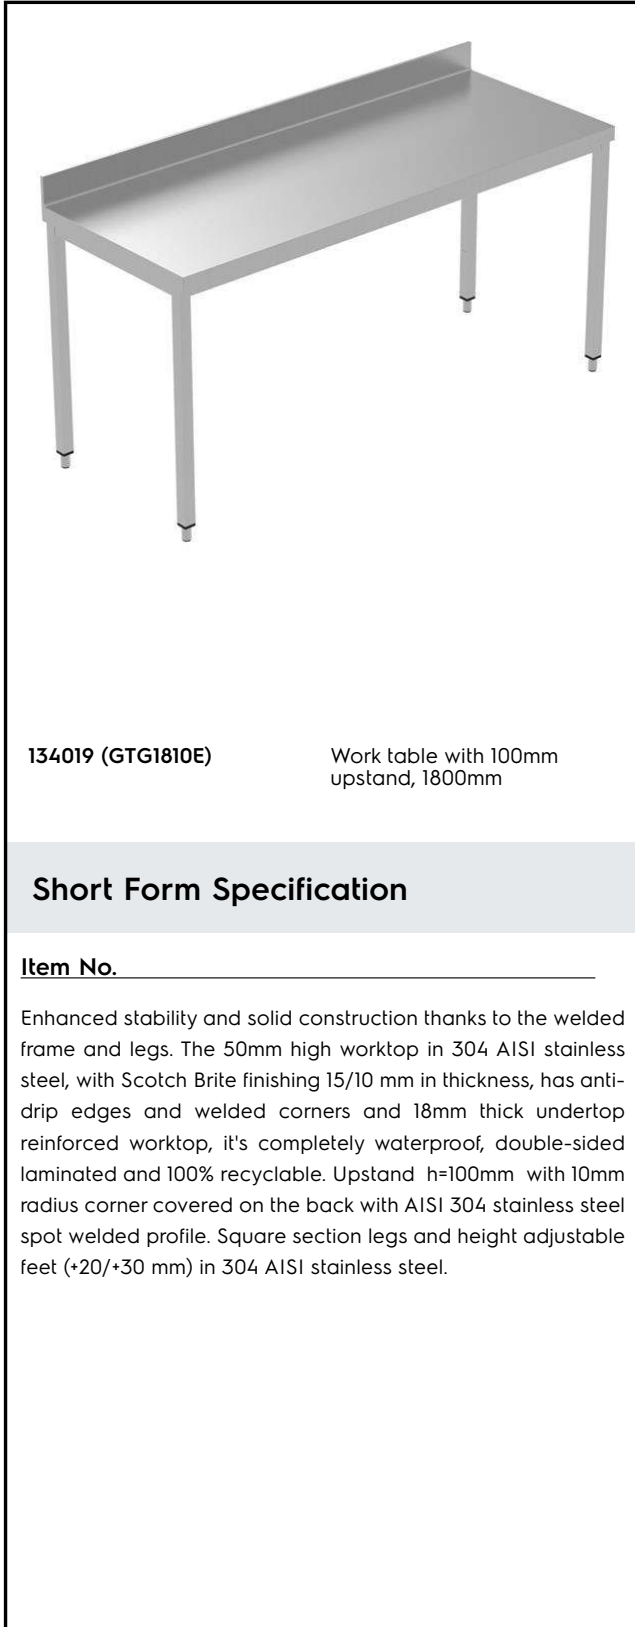 134019 (GTG1810E)
Work table with 100mm
upstand, 1800mm
Short Form Specification
Item No.
Enhanced stability and solid construction thanks to the welded
frame and legs. The 50mm high worktop in 304 AISI stainless
steel, with Scotch Brite finishing 15/10 mm in thickness, has anti-
drip edges and welded corners and 18mm thick undertop
reinforced worktop, it's completely waterproof, double-sided
laminated and 100% recyclable. Upstand h=100mm with 10mm
radius corner covered on the back with AISI 304 stainless steel
spot welded profile. Square section legs and height adjustable
feet (+20/+30 mm) in 304 AISI stainless steel.